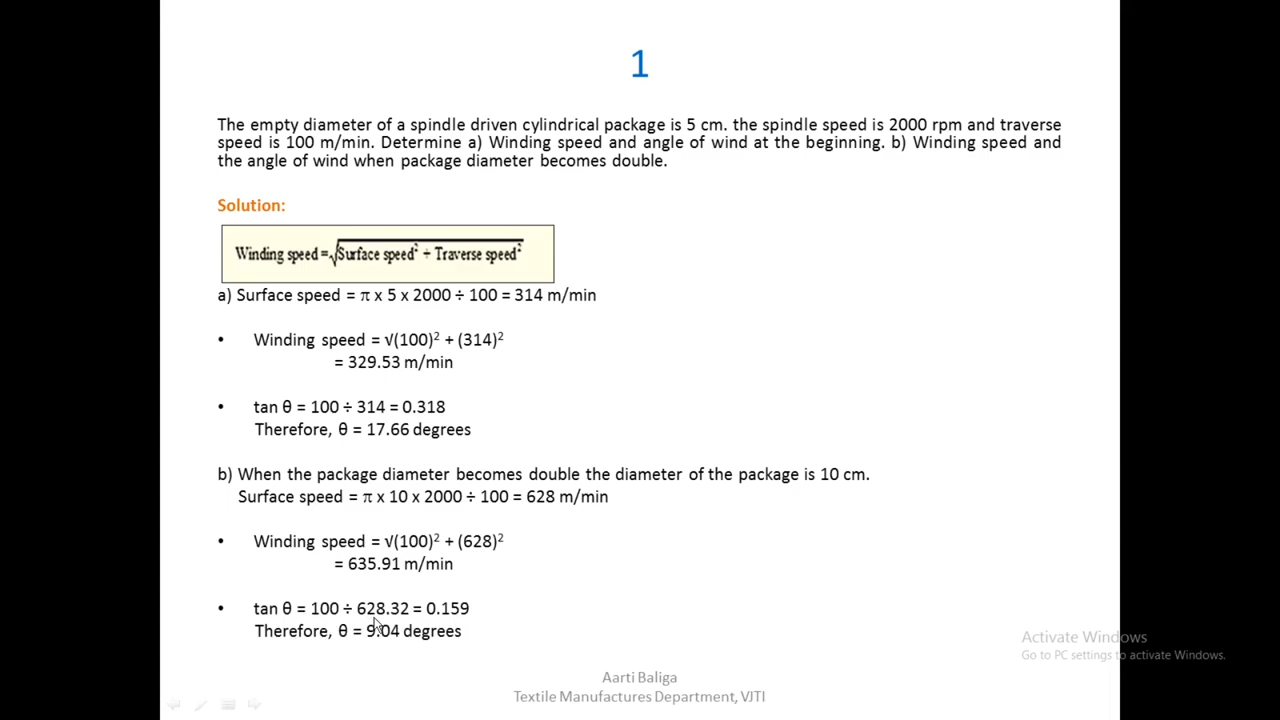 1
The empty diameter of a spindle driven cylindrical package is 5 cm. the spindle speed is 2000 rpm and traverse
speed is 100 m/min. Determine a) Winding speed and angle of wind at the beginning. b) Winding speed and
the angle of wind when package diameter becomes double.
Solution:
Winding speed =√Surface speed² + Traverse speed²
a) Surface speed = π x 5 x 2000 ÷ 100 = 314 m/min
• Winding speed = √(100)² + (314)²
= 329.53 m/min
• tan θ = 100 ÷ 314 = 0.318
Therefore, θ = 17.66 degrees
b) When the package diameter becomes double the diameter of the package is 10 cm.
Surface speed = π x 10 x 2000 ÷ 100 = 628 m/min
• Winding speed = √(100)² + (628)²
= 635.91 m/min
• tan θ = 100 ÷ 628.32 = 0.159
Therefore, θ = 9.04 degrees
Activate Windows
Go to PC settings to activate Windows.
Aarti Baliga
Textile Manufactures Department, VJTI